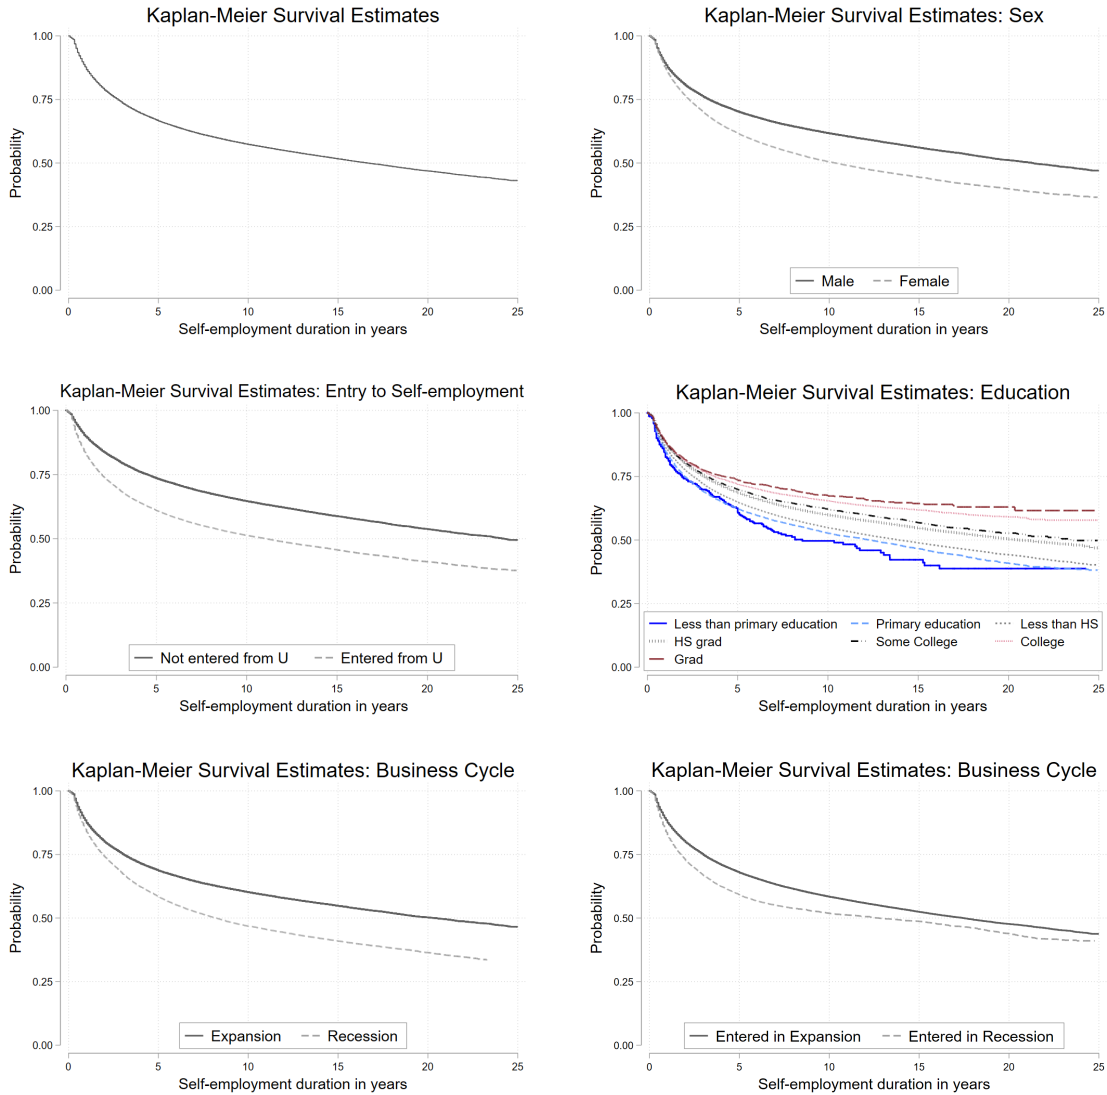 Kaplan-Meier Survival Estimates
1.00
0.75
0.50
0.25
0.00
Probability
0 5 10 15 20 25
Self-employment duration in years
Kaplan-Meier Survival Estimates: Sex
1.00
0.75
0.50
0.25
0.00
Probability
Male Female
0 5 10 15 20 25
Self-employment duration in years
Kaplan-Meier Survival Estimates: Entry to Self-employment
1.00
0.75
0.50
0.25
0.00
Probability
Not entered from U Entered from U
0 5 10 15 20 25
Self-employment duration in years
Kaplan-Meier Survival Estimates: Education
1.00
0.75
0.50
0.25
0.00
Probability
Less than primary education Primary education Less than HS
HS grad Some College College
Grad
0 5 10 15 20 25
Self-employment duration in years
Kaplan-Meier Survival Estimates: Business Cycle
1.00
0.75
0.50
0.25
0.00
Probability
Expansion Recession
0 5 10 15 20 25
Self-employment duration in years
Kaplan-Meier Survival Estimates: Business Cycle
1.00
0.75
0.50
0.25
0.00
Probability
Entered in Expansion Entered in Recession
0 5 10 15 20 25
Self-employment duration in years